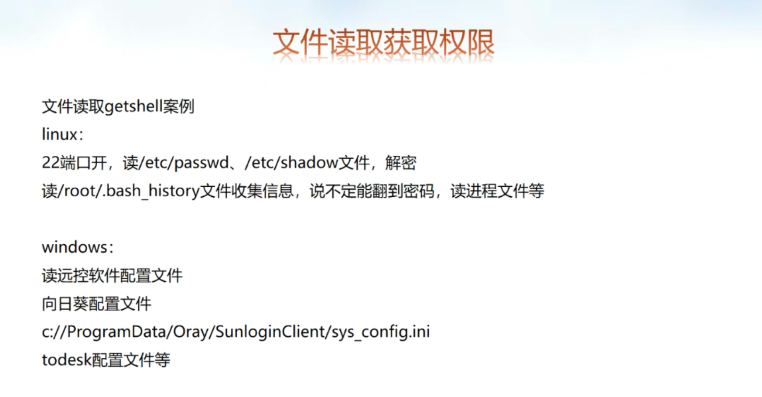 文件读取获取权限
文件读取getshell案例
linux：
22端口开，读/etc/passwd、/etc/shadow文件，解密
读/root/.bash_history文件收集信息，说不定能翻到密码，读进程文件等
windows：
读远控软件配置文件
向日葵配置文件
c://ProgramData/Oray/SunloginClient/sys_config.ini
todesk配置文件等